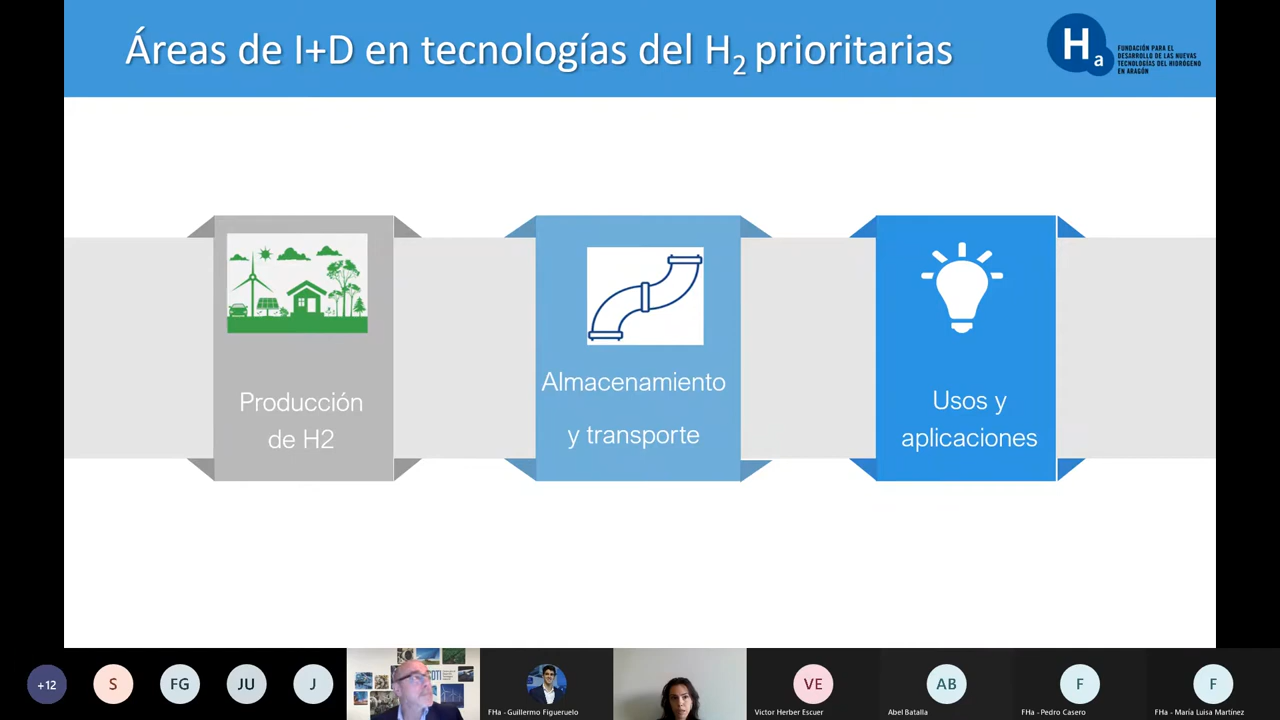 Áreas de I+D en tecnologías del H2 prioritarias
Ha
FUNDACIÓN PARA EL
DESARROLLO DE LAS NUEVAS
TECNOLOGÍAS DEL HIDRÓGENO
EN ARAGÓN
Producción
de H2
Almacenamiento
y transporte
Usos y
aplicaciones
+12
S
FG
JU
J
FHa - Guillermo Figueruelo
VE
Victor Herber Escuer
AB
Abel Batalla
F
FHa - Pedro Casero
F
FHa - María Luisa Martínez